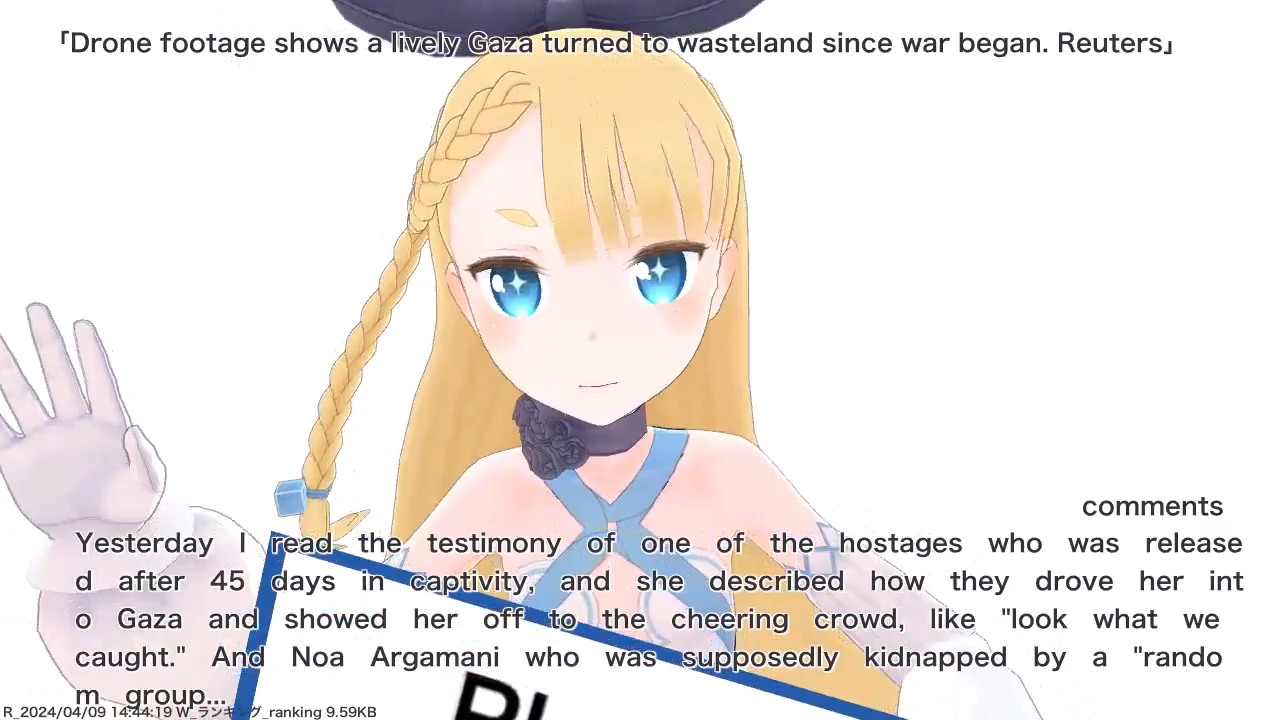 「Drone footage shows a lively Gaza turned to wasteland since war began. Reuters」
comments
Yesterday I read the testimony of one of the hostages who was release
d after 45 days in captivity, and she described how they drove her int
o Gaza and showed her off to the cheering crowd, like "look what we
caught." And Noa Argamani who was supposedly kidnapped by a "rando
m group...
R_2024/04/09 14:44:19 W_ランキング_ranking 9.59KB